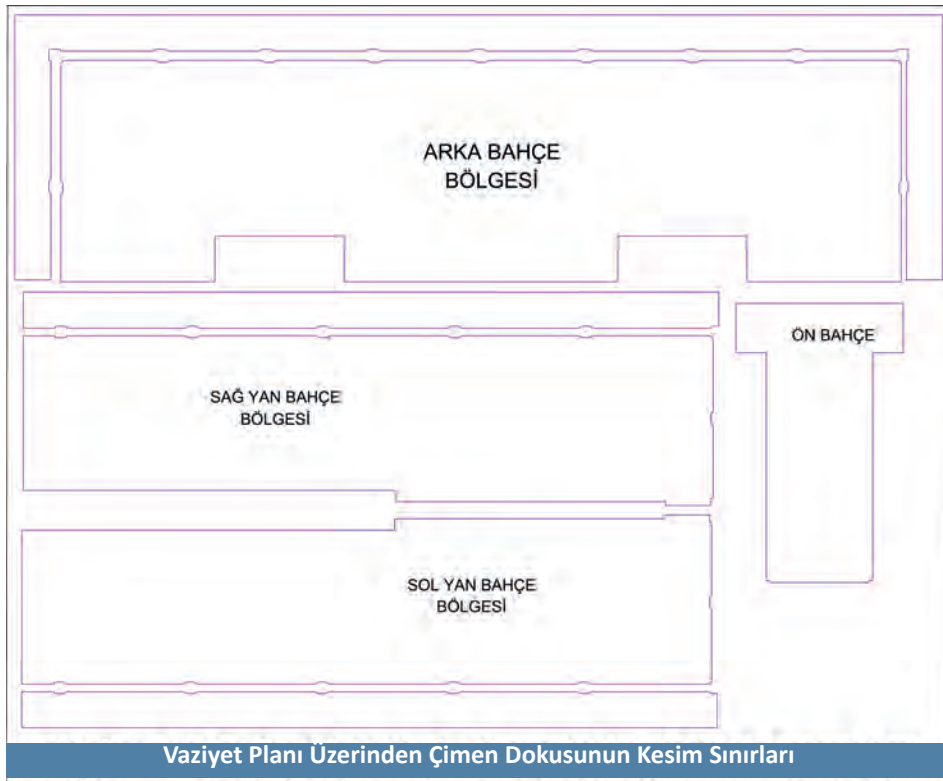 ARKA BAHÇE
BÖLGESİ
ÖN BAHÇE
SAĞ YAN BAHÇE
BÖLGESİ
SOL YAN BAHÇE
BÖLGESİ
Vaziyet Planı Üzerinden Çimen Dokusunun Kesim Sınırları